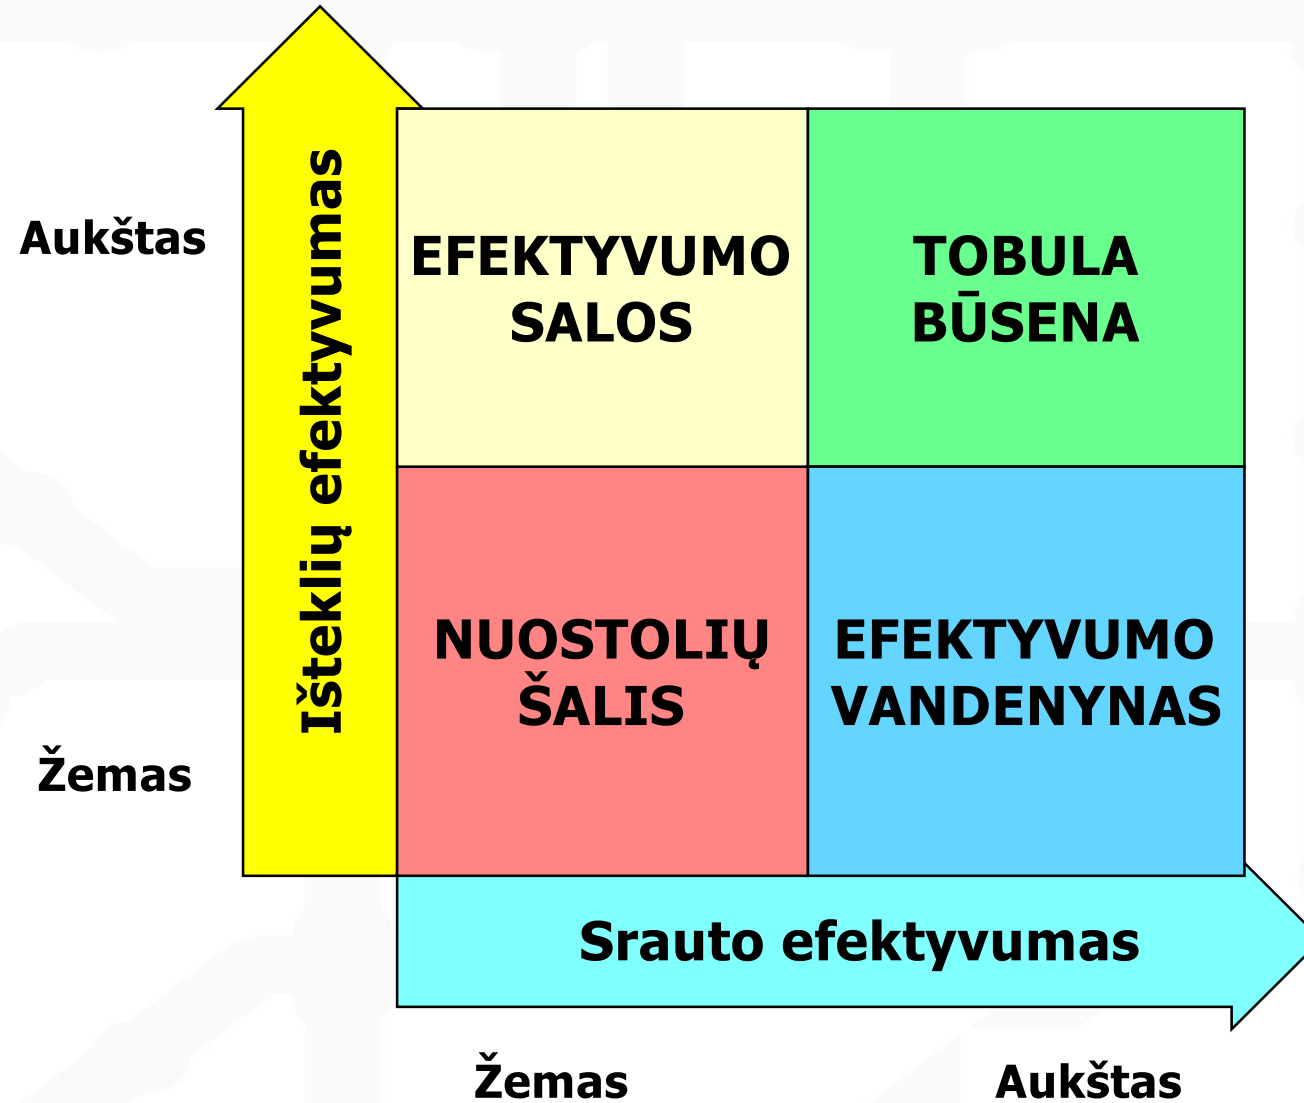 Aukštas
Išteklių efektyvumas
EFEKTYVUMO
SALOS
TOBULA
BŪSENA
NUOSTOLIŲ
ŠALIS
EFEKTYVUMO
VANDENYNAS
Žemas
Srauto efektyvumas
Žemas
Aukštas